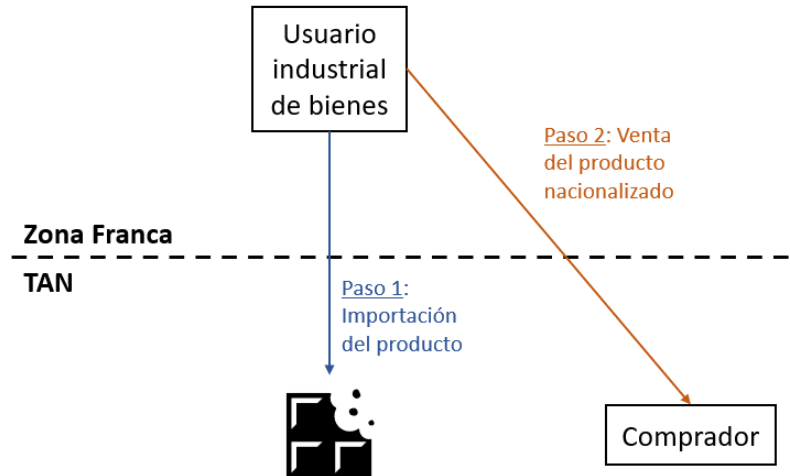 Usuario
industrial
de bienes
Paso 2: Venta
del producto
nacionalizado
Zona Franca
TAN
Paso 1:
Importación
del producto
Comprador